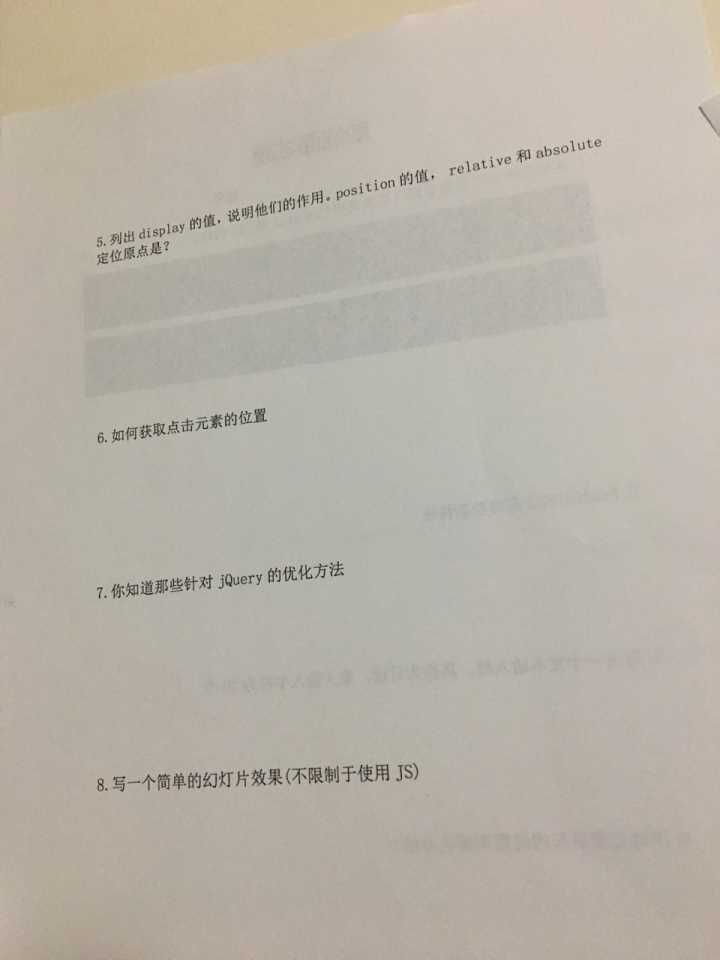 5.列出 display 的值，说明他们的作用。position 的值， relative 和 absolute
定位原点是？
6.如何获取点击元素的位置
7.你知道那些针对 jQuery 的优化方法
8.写一个简单的幻灯片效果(不限制于使用 JS)